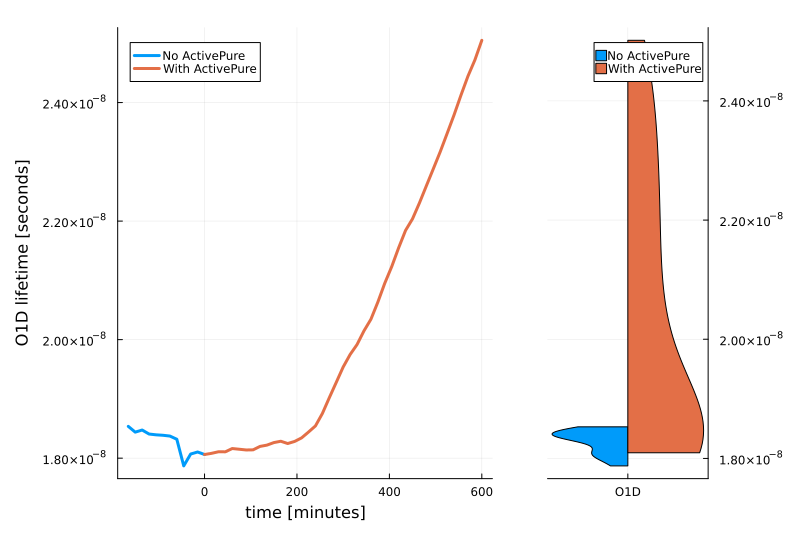 No ActivePure
With ActivePure
2.40×10⁻⁸
2.20×10⁻⁸
2.00×10⁻⁸
1.80×10⁻⁸
O1D lifetime [seconds]
0 200 400 600
time [minutes]
No ActivePure
With ActivePure
2.40×10⁻⁸
2.20×10⁻⁸
2.00×10⁻⁸
1.80×10⁻⁸
O1D